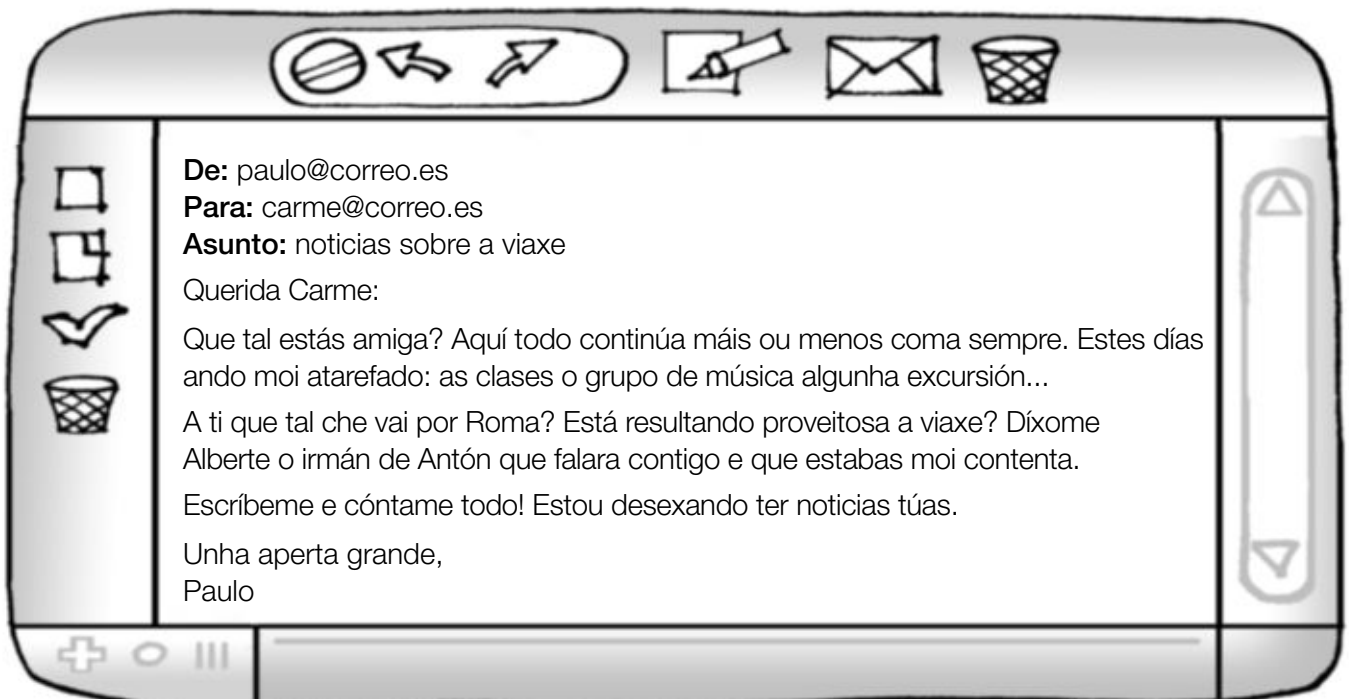 De: paulo@correo.es
Para: carme@correo.es
Asunto: noticias sobre a viaxe
Querida Carme:
Que tal estás amiga? Aquí todo continúa máis ou menos coma sempre. Estes días
ando moi atarefado: as clases o grupo de música algunha excursión...
A ti que tal che vai por Roma? Está resultando proveitosa a viaxe? Díxome
Alberte o irmán de Antón que falara contigo e que estabas moi contenta.
Escríbeme e cóntame todo! Estou desexando ter noticias túas.
Unha aperta grande,
Paulo